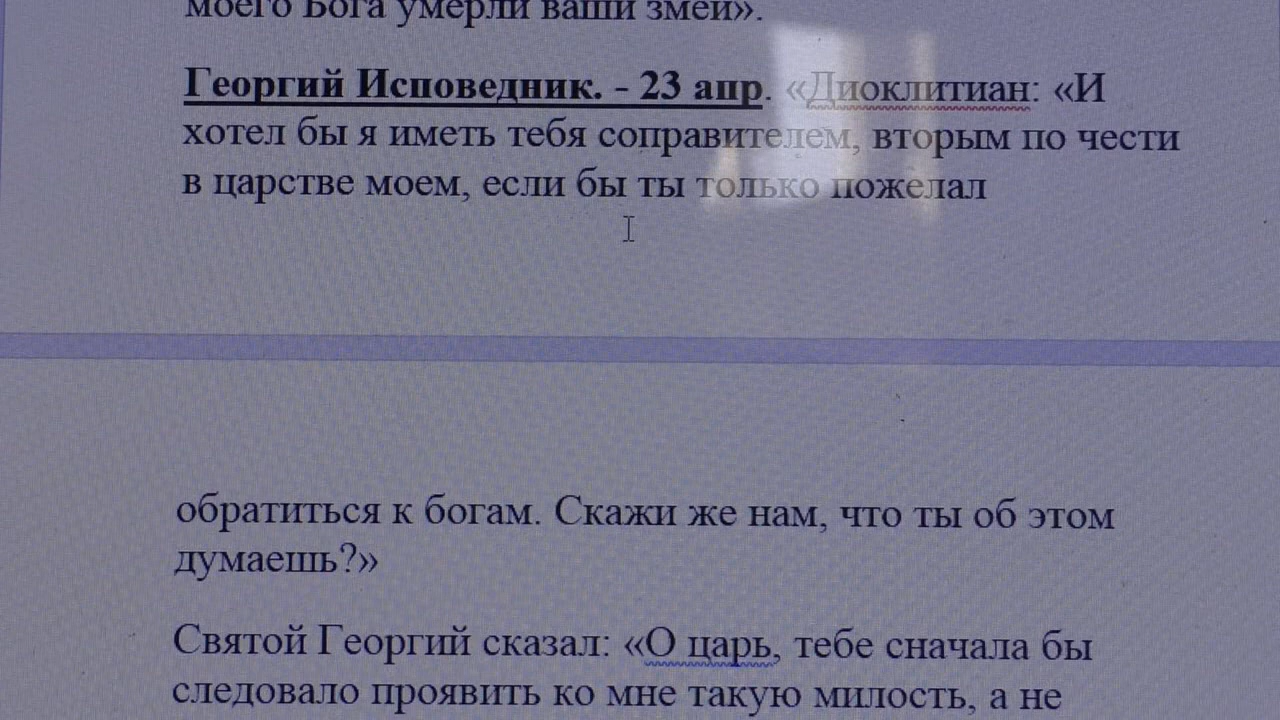 моего Бога умерли ваши змеи».
Георгий Исповедник. - 23 апр. «Диоклитиан: «И
хотел бы я иметь тебя соправителем, вторым по чести
в царстве моем, если бы ты только пожелал
обратиться к богам. Скажи же нам, что ты об этом
думаешь?»
Святой Георгий сказал: «О царь, тебе сначала бы
следовало проявить ко мне такую милость, а не